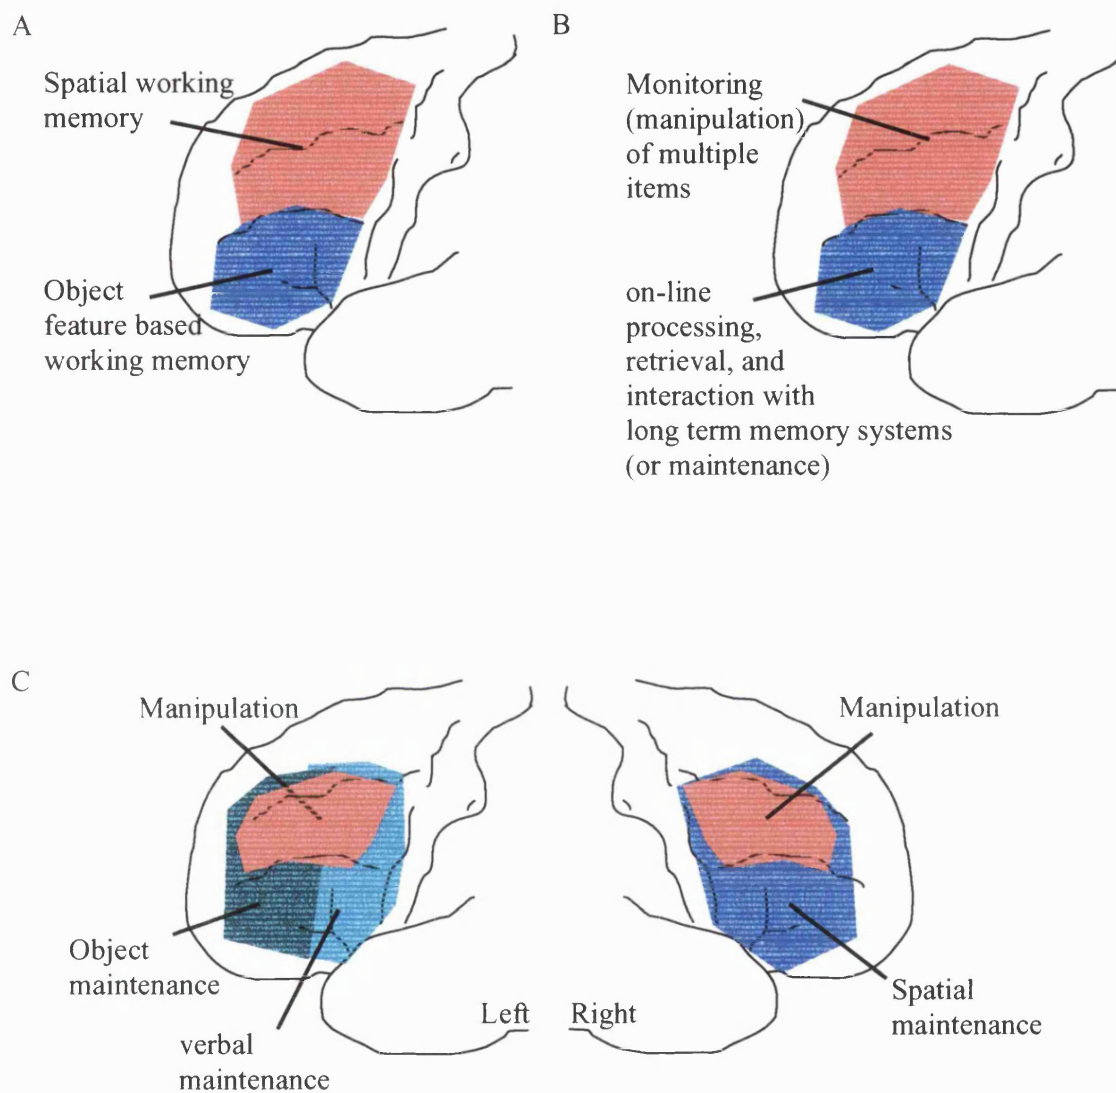 A
Spatial working
memory
Object
feature based
working memory
B
Monitoring
(manipulation)
of multiple
items
on-line
processing,
retrieval, and
interaction with
long term memory systems
(or maintenance)
C
Manipulation
Manipulation
Object
maintenance
verbal
maintenance
Left
Right
Spatial
maintenance